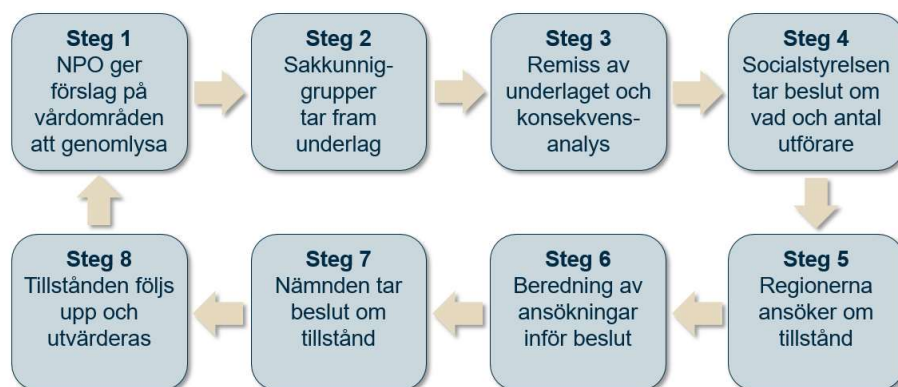 Steg 1
NPO ger
förslag på
vårdområden
att genomlysa
Steg 2
Sakkunnig-
grupper
tar fram
underlag
Steg 3
Remiss av
underlaget och
konsekvens-
analys
Steg 4
Socialstyrelsen
tar beslut om
vad och antal
utförare
Steg 5
Regionerna
ansöker om
tillstånd
Steg 6
Beredning av
ansökningar
inför beslut
Steg 7
Nämnden tar
beslut om
tillstånd
Steg 8
Tillstånden följs
upp och
utvärderas